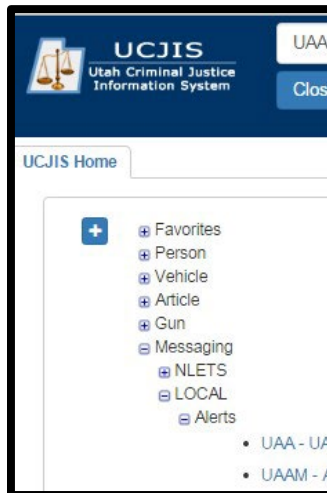 UCJIS
Utah Criminal Justice
Information System
UAA
Clos
UCJIS Home
Favorites
Person
Vehicle
Article
Gun
Messaging
NLETS
LOCAL
Alerts
UAA - UA
UAAM - A